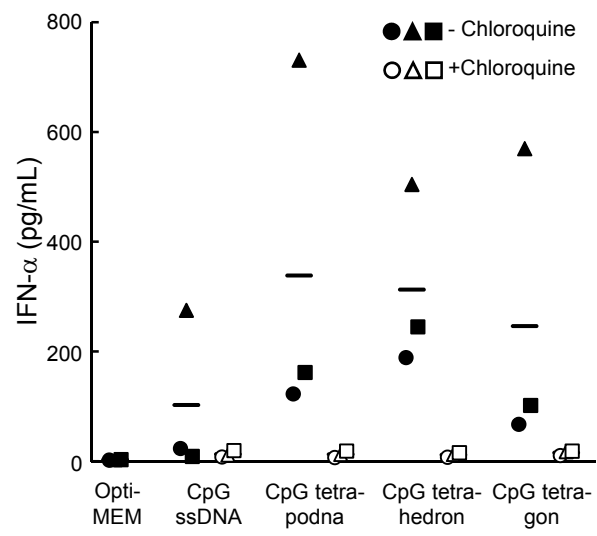 800
600
400
200
0
IFN-α (pg/mL)
- Chloroquine
+Chloroquine
Opti-
MEM
CpG
ssDNA
CpG tetra-
podna
CpG tetra-
hedron
CpG tetra-
gon